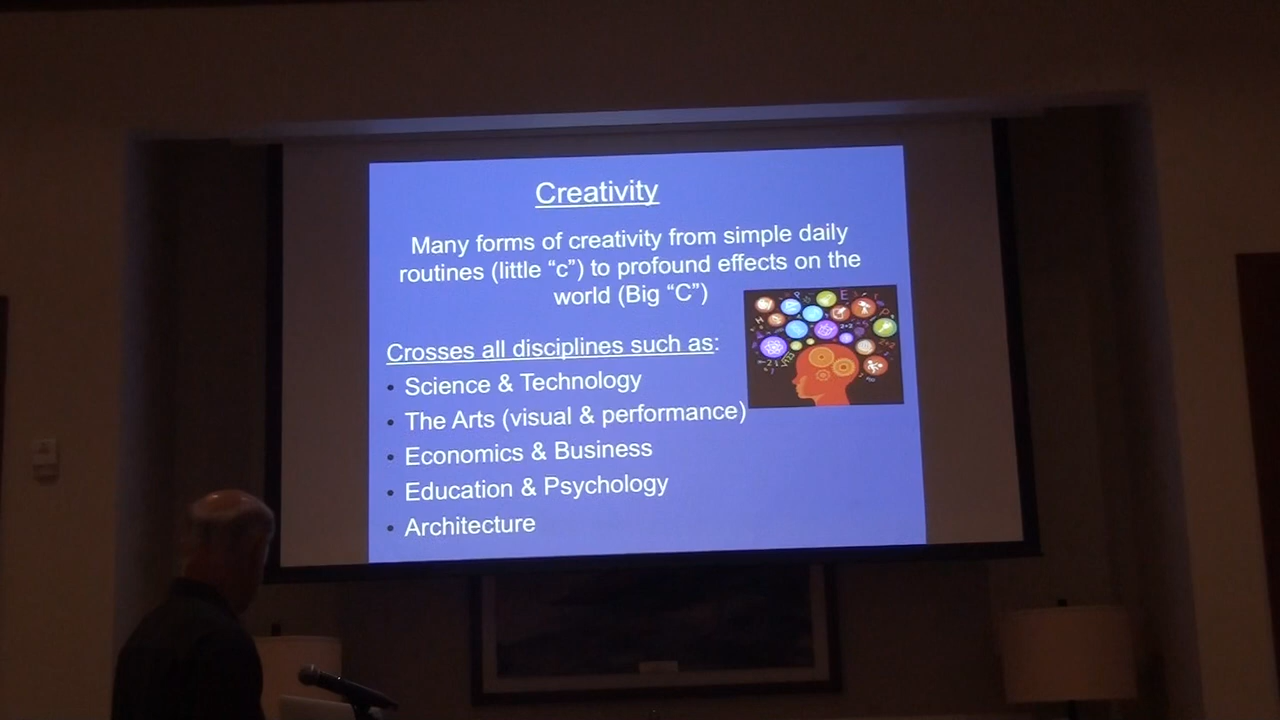 Creativity
Many forms of creativity from simple daily
routines (little “c”) to profound effects on the
world (Big “C”)
Crosses all disciplines such as:
• Science & Technology
• The Arts (visual & performance)
• Economics & Business
• Education & Psychology
• Architecture